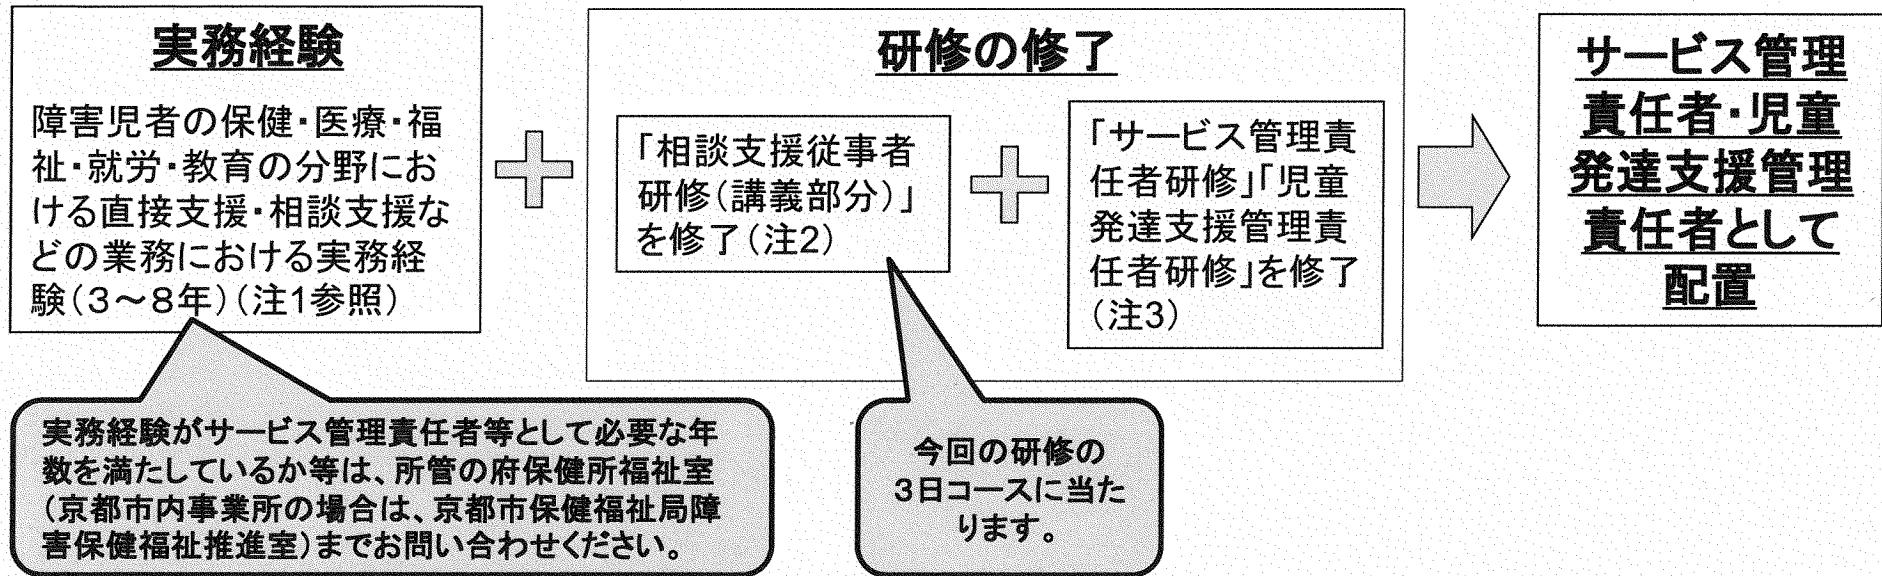 実務経験
障害児者の保健・医療・福
祉・就労・教育の分野にお
ける直接支援・相談支援な
どの業務における実務経
験(3～8年)(注1参照)
研修の修了
「相談支援従事者
研修(講義部分)」
を修了(注2)
「サービス管理責
任者研修」「児童
発達支援管理責
任者研修」を修了
(注3)
サービス管理
責任者・児童
発達支援管理
責任者として
配置
実務経験がサービス管理責任者等として必要な年
数を満たしているか等は、所管の府保健所福祉室
(京都市内事業所の場合は、京都市保健福祉局障
害保健福祉推進室)までお問い合わせください。
今回の研修の
3日コースに当た
ります。